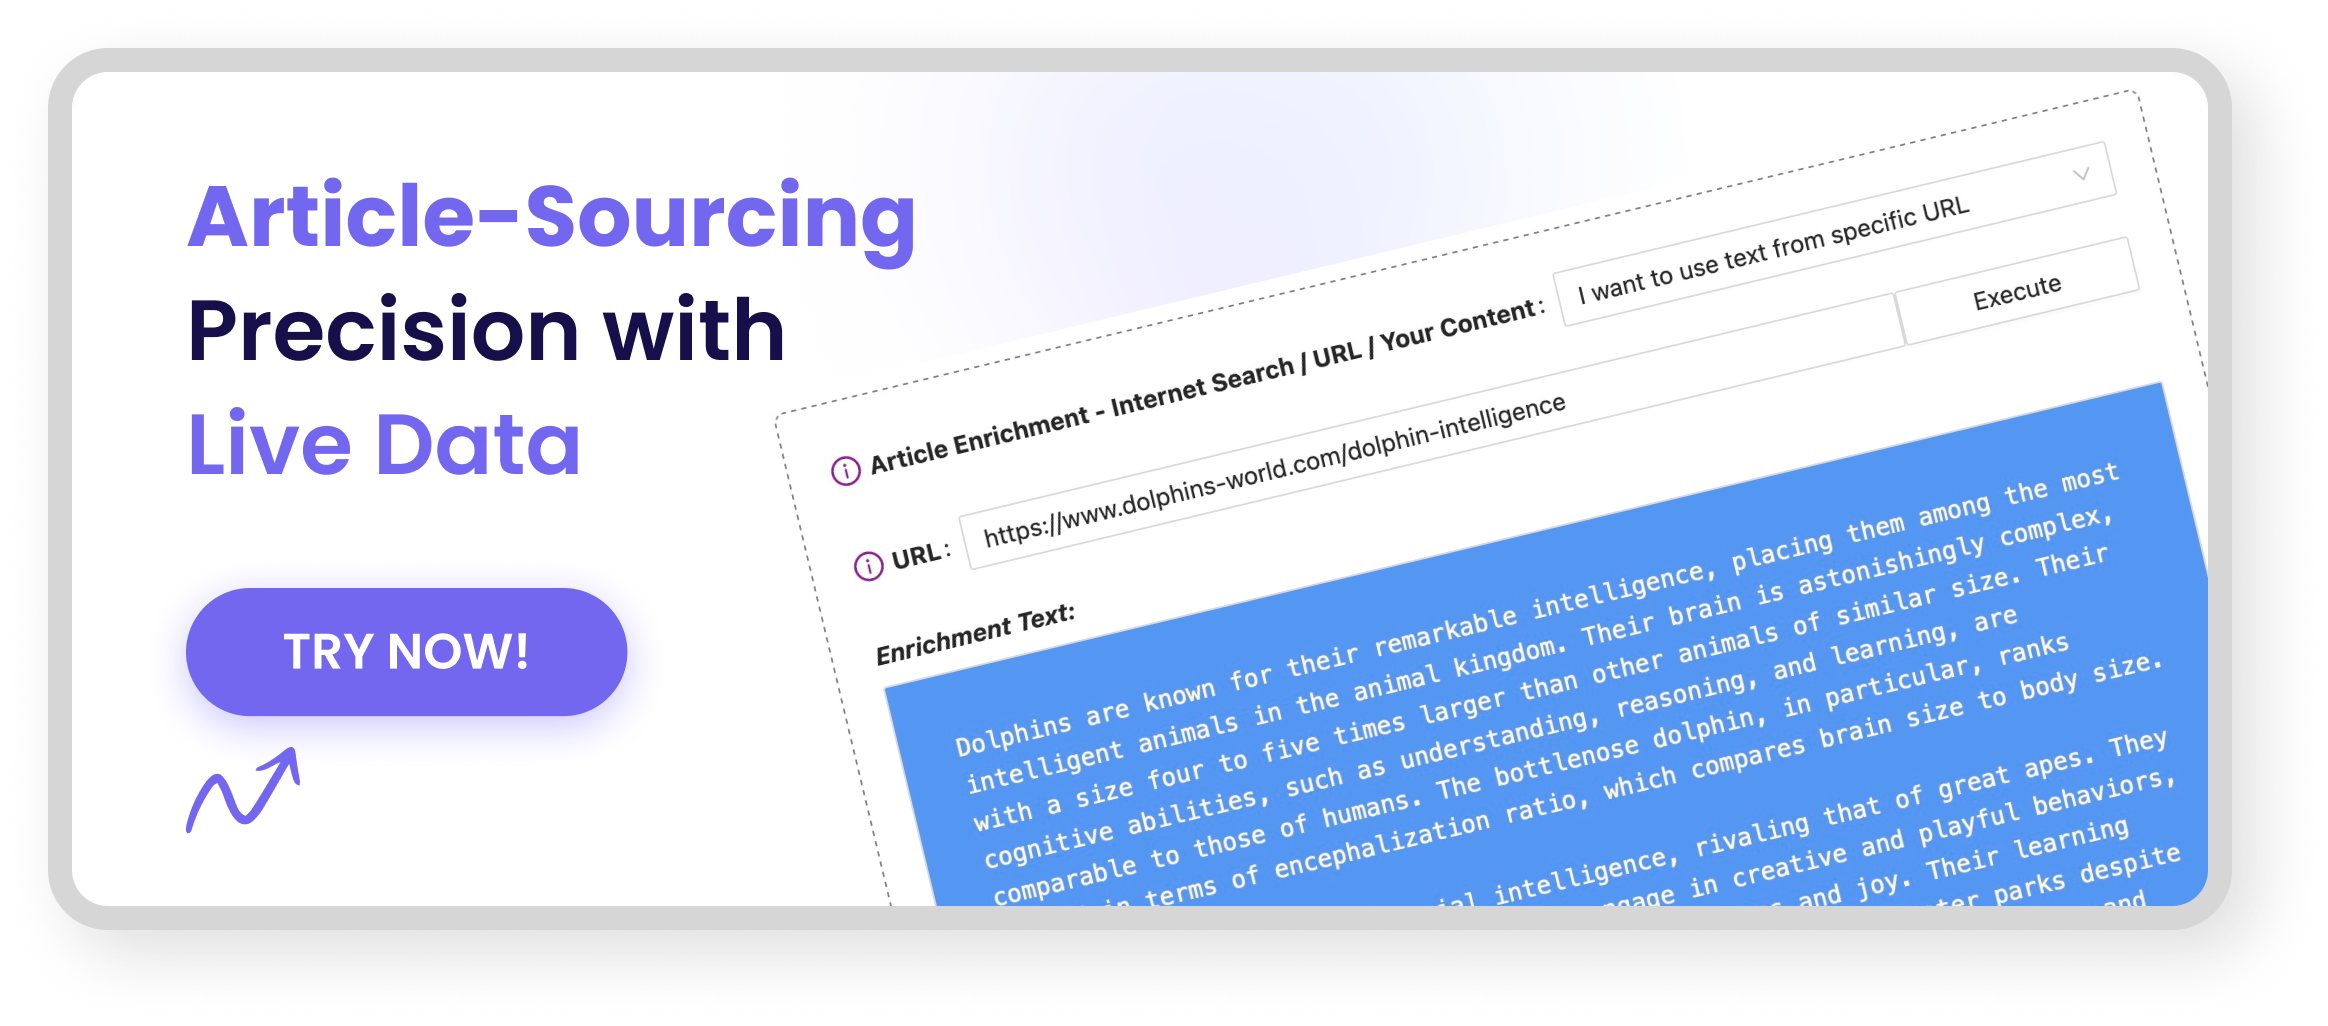 Article-Sourcing
Precision with
Live Data
TRY NOW!
Article Enrichment - Internet Search / URL / Your Content:
I want to use text from specific URL
URL:
https://www.dolphins-world.com/dolphin-intelligence
Execute
Enrichment Text:
Dolphins are known for their remarkable intelligence, placing them among the most
intelligent animals in the animal kingdom. Their brain is astonishingly complex,
with a size four to five times larger than other animals of similar size. Their
cognitive abilities, such as understanding, reasoning, and learning, are
comparable to those of humans. The bottlenose dolphin, in particular, ranks
in terms of encephalization ratio, which compares brain size to body size.
intelligence, rivaling that of great apes. They
in creative and playful behaviors,
and joy. Their learning
parks despite
and